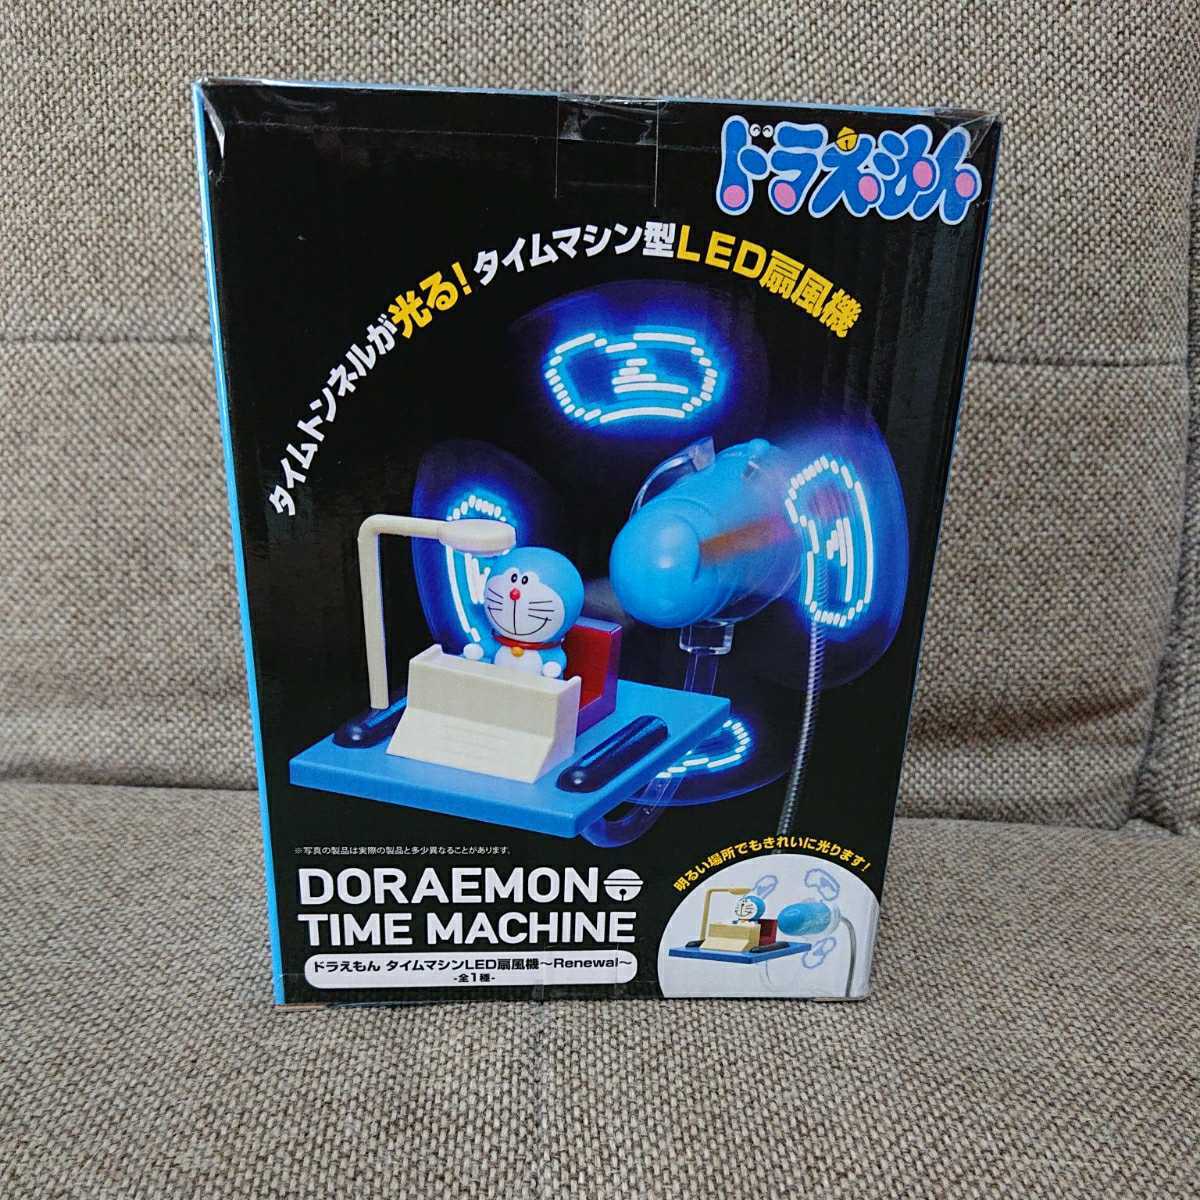 ドラえもん
タイムトンネルが光る!タイムマシン型LED扇風機
※写真の製品は実際の製品と多少異なることがあります。
DORAEMON
TIME MACHINE
ドラえもん タイムマシンLED扇風機〜Renewal〜
-全1種-
明るい場所でもきれいに光ります!